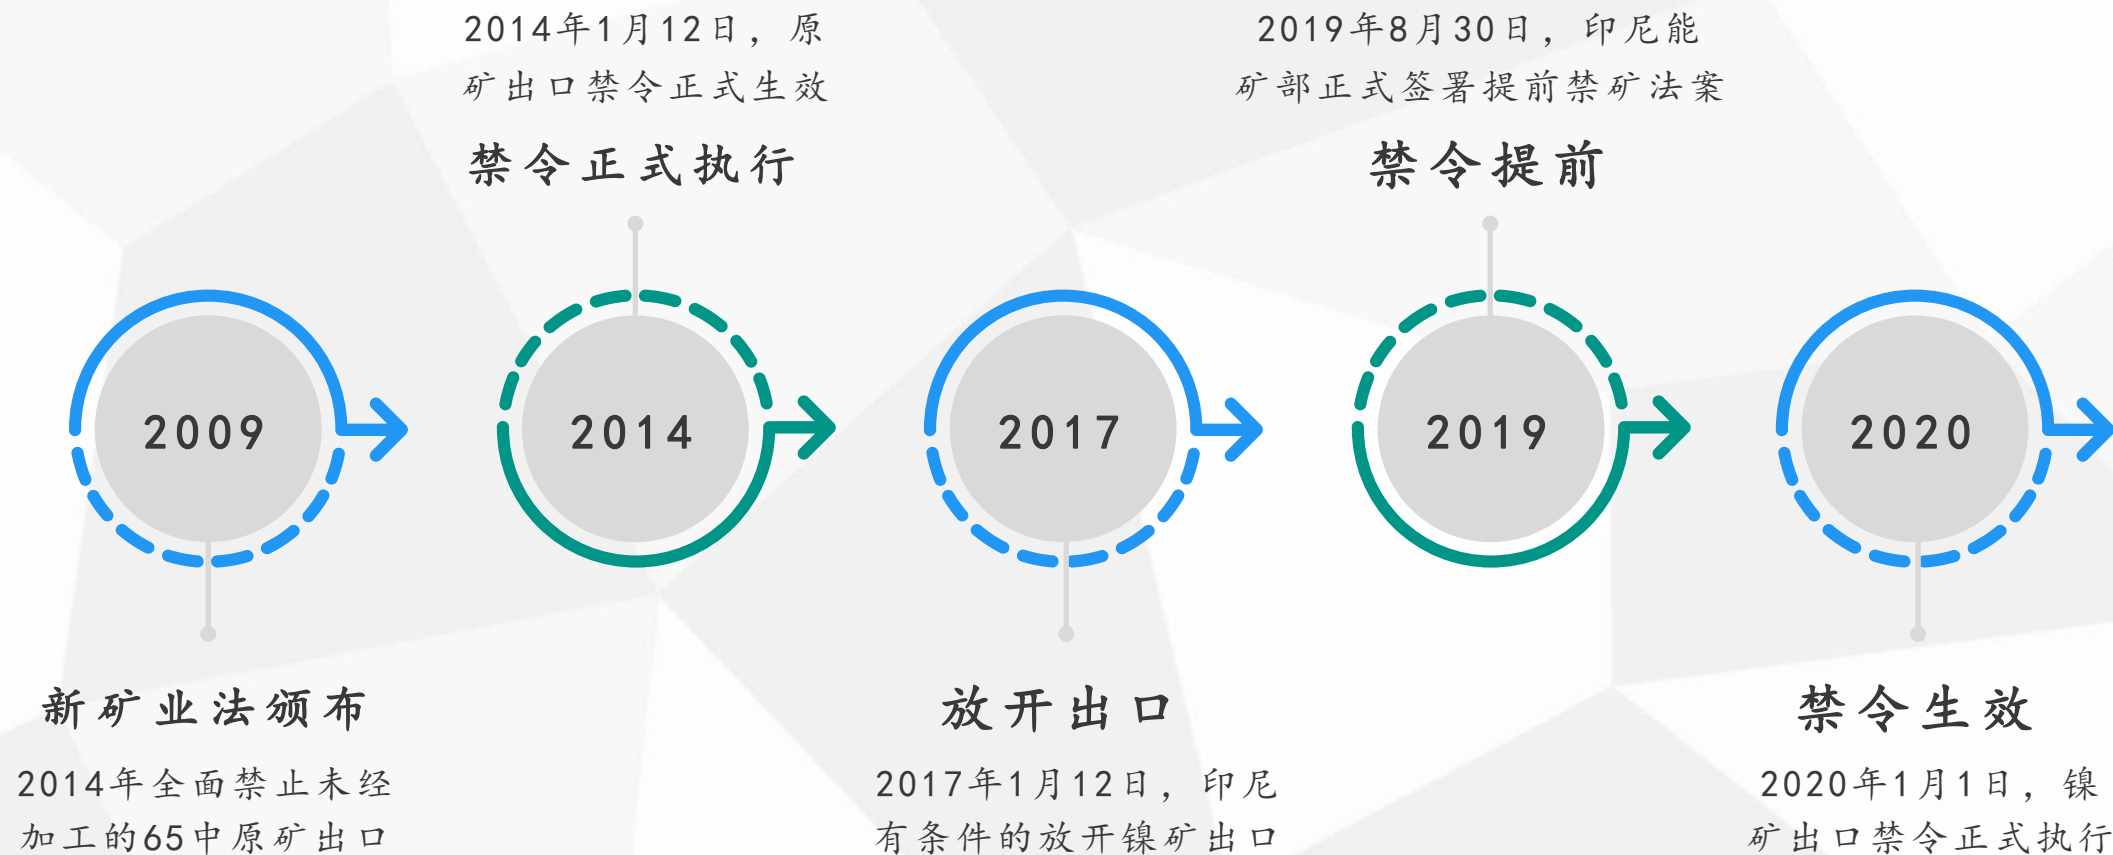 2014年1月12日，原
矿出口禁令正式生效
禁令正式执行
2019年8月30日，印尼能
矿部正式签署提前禁矿法案
禁令提前
2009
2014
2017
2019
2020
新矿业法颁布
2014年全面禁止未经
加工的65中原矿出口
放开出口
2017年1月12日，印尼
有条件的放开镍矿出口
禁令生效
2020年1月1日，镍
矿出口禁令正式执行